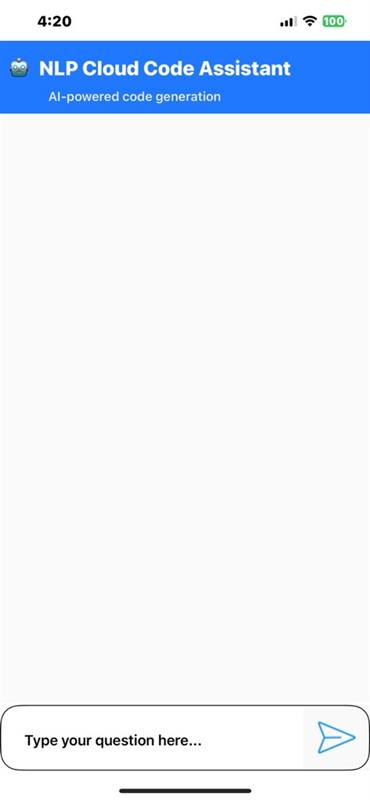 4:20
100
NLP Cloud Code Assistant
AI-powered code generation
Type your question here...